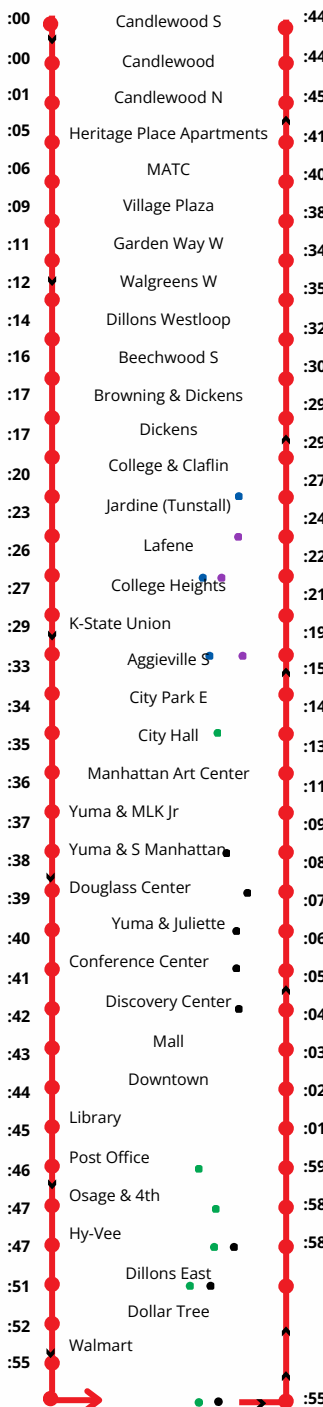 :00 Candlewood S :44
:00 Candlewood :44
:01 Candlewood N :45
:05 Heritage Place Apartments :41
:06 MATC :40
:09 Village Plaza :38
:11 Garden Way W :34
:12 Walgreens W :35
:14 Dillons Westloop :32
:16 Beechwood S :30
:17 Browning & Dickens :29
:17 Dickens :29
:20 College & Claflin :27
:23 Jardine (Tunstall) :24
:26 Lafene :22
:27 College Heights :21
:29 K-State Union :19
:33 Aggieville S :15
:34 City Park E :14
:35 City Hall :13
:36 Manhattan Art Center :11
:37 Yuma & MLK Jr :09
:38 Yuma & S Manhattan :08
:39 Douglass Center :07
:40 Yuma & Juliette :06
:41 Conference Center :05
:42 Discovery Center :04
:43 Mall :03
:44 Downtown :02
:45 Library :01
:46 Post Office :59
:47 Osage & 4th :58
:47 Hy-Vee :58
:51 Dillons East
:52 Dollar Tree
:55 Walmart
:55